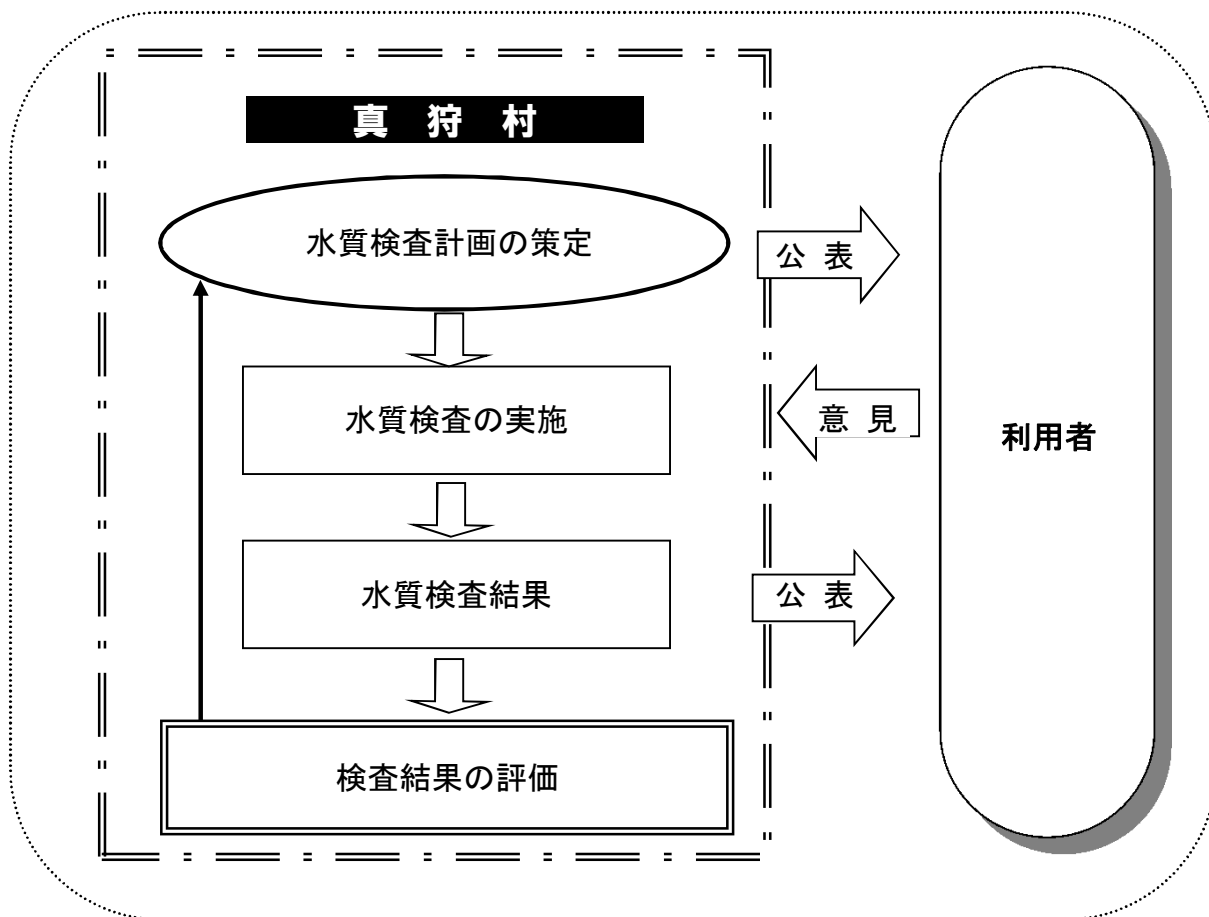 真 狩 村
水質検査計画の策定
公 表
水質検査の実施
意 見
利用者
水質検査結果
公 表
検査結果の評価